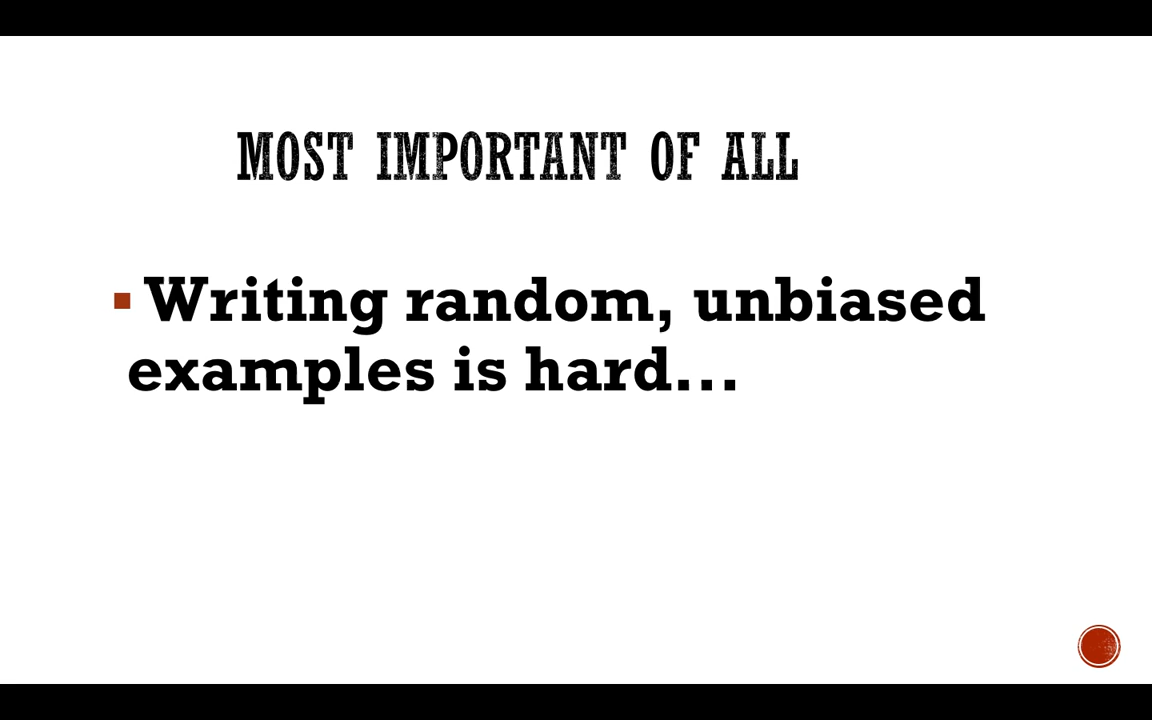 MOST IMPORTANT OF ALL
▪ Writing random, unbiased
examples is hard...